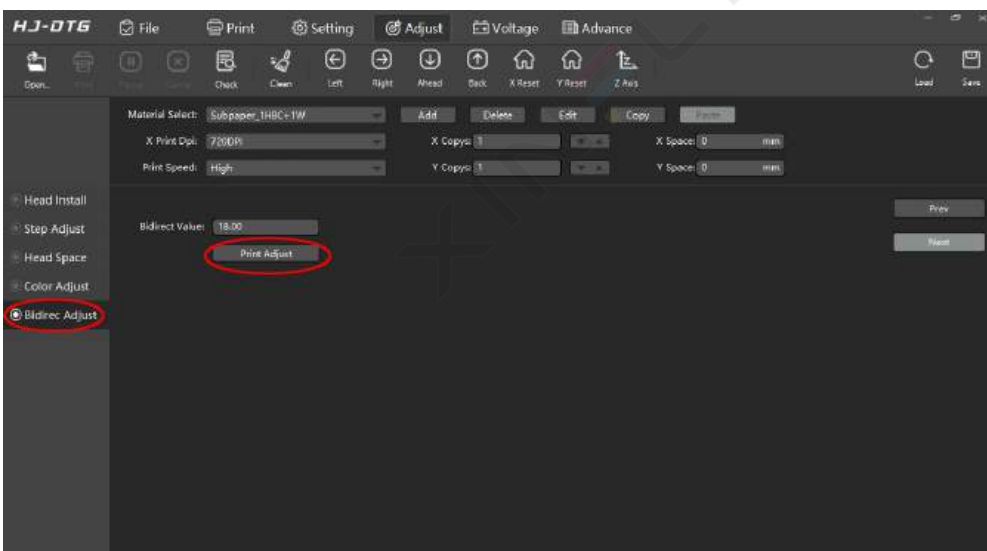 HJ-DTG File Print Setting Adjust Voltage Advance
Open... Print Pause Check Clean Left Right Ahead Back X Reset Y Reset Z Axis Load Save
Material Select: Subpaper_1HBC+1W Add Delete Edit Copy Paste
X Print Dpi: 720DPI X Copys: 1 X Space: 0 mm
Print Speed: High Y Copys: 1 Y Space: 0 mm
Head Install
Prev
Step Adjust
Bidirect Value: 18.00
Next
Head Space
Print Adjust
Color Adjust
Bidirec Adjust